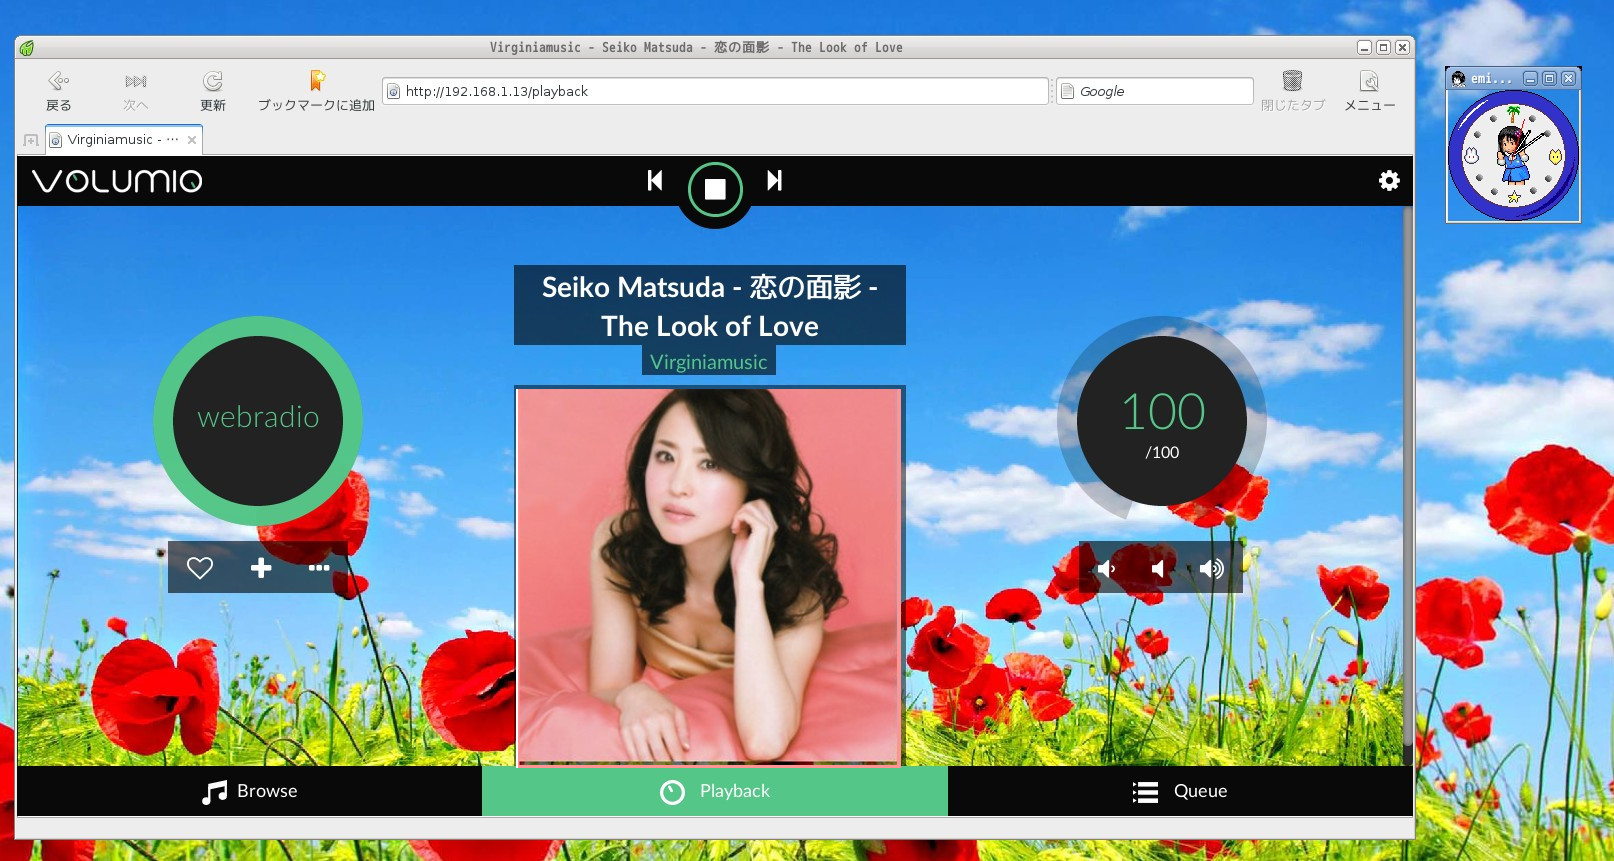 Virginiamusic - Seiko Matsuda - 恋の面影 - The Look of Love
戻る
次へ
更新
ブックマークに追加
http://192.168.1.13/playback
Google
閉じたタブ
メニュー
emi...
Virginiamusic - ···
VOLUMIO
Seiko Matsuda - 恋の面影 -
The Look of Love
Virginiamusic
webradio
100
/100
Browse
Playback
Queue